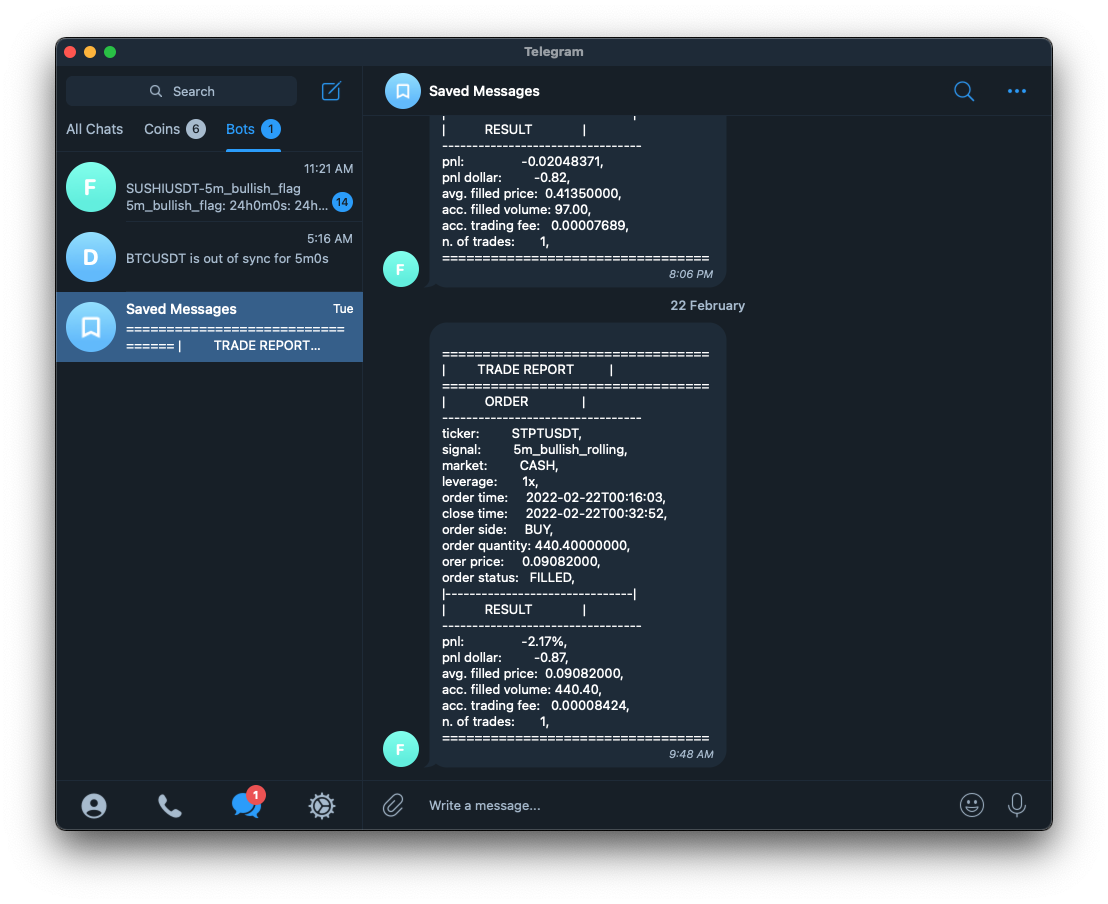 Telegram
Search
All Chats Coins 6 Bots 1
F
11:21 AM
SUSHIUSDT-5m_bullish_flag
5m_bullish_flag: 24h0m0s: 24h... 14
D
5:16 AM
BTCUSDT is out of sync for 5m0s
Saved Messages Tue
===========================
====== | TRADE REPORT...
1
Saved Messages
| RESULT |
---------------------------------
pnl: -0.02048371,
pnl dollar: -0.82,
avg. filled price: 0.41350000,
acc. filled volume: 97.00,
acc. trading fee: 0.00007689,
n. of trades: 1,
=================================
F
8:06 PM
22 February
=================================
| TRADE REPORT |
=================================
| ORDER |
---------------------------------
ticker: STPTUSDT,
signal: 5m_bullish_rolling,
market: CASH,
leverage: 1x,
order time: 2022-02-22T00:16:03,
close time: 2022-02-22T00:32:52,
order side: BUY,
order quantity: 440.40000000,
orer price: 0.09082000,
order status: FILLED,
|-------------------------------|
| RESULT |
---------------------------------
pnl: -2.17%,
pnl dollar: -0.87,
avg. filled price: 0.09082000,
acc. filled volume: 440.40,
acc. trading fee: 0.00008424,
n. of trades: 1,
=================================
F
9:48 AM
Write a message...